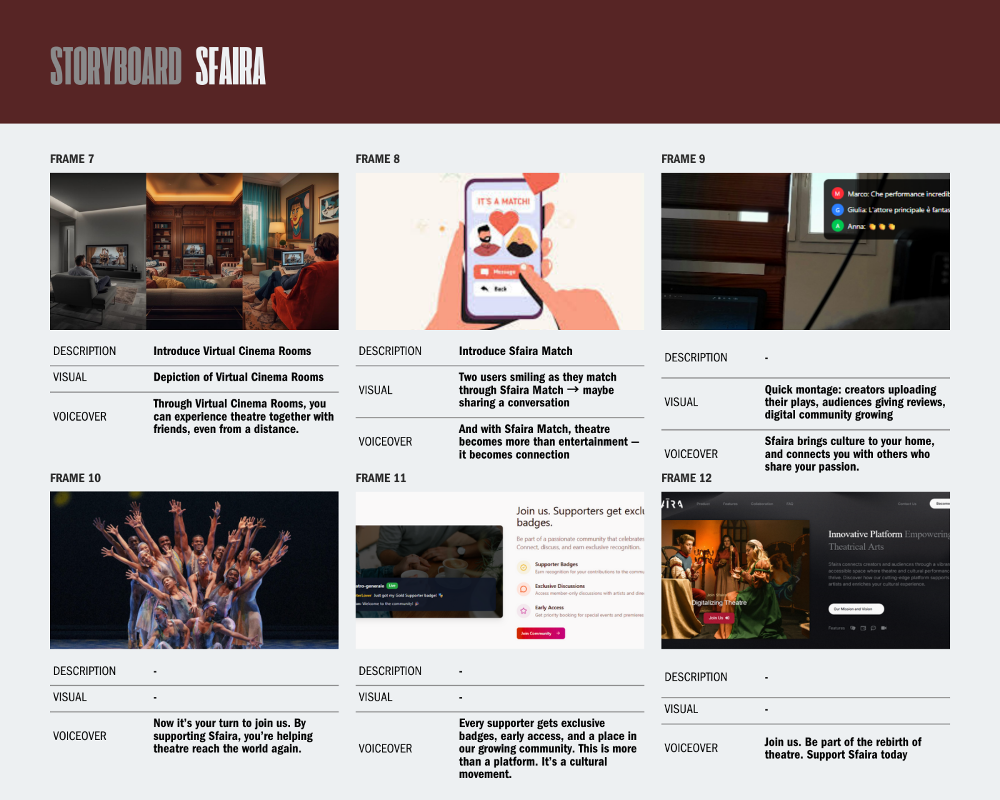 STORYBOARD SFAIRA
FRAME 7
IT'S A MATCH!
Message
Back
DESCRIPTION Introduce Virtual Cinema Rooms
VISUAL Depiction of Virtual Cinema Rooms
VOICEOVER Through Virtual Cinema Rooms, you
can experience theatre together with
friends, even from a distance.
FRAME 8
DESCRIPTION Introduce Sfaira Match
VISUAL Two users smiling as they match
through Sfaira Match → maybe
sharing a conversation
VOICEOVER And with Sfaira Match, theatre
becomes more than entertainment –
it becomes connection
FRAME 9
M Marco: Che performance incredib
G Giulia: L'attore principale è fantas
A Anna: 👏 👏 👏
DESCRIPTION -
VISUAL Quick montage: creators uploading
their plays, audiences giving reviews,
digital community growing
VOICEOVER Sfaira brings culture to your home,
and connects you with others who
share your passion.
FRAME 10
DESCRIPTION -
VISUAL -
VOICEOVER Now it's your turn to join us. By
supporting Sfaira, you're helping
theatre reach the world again.
FRAME 11
Join us. Supporters get exclu
badges.
Be part of a passionate community that celebrates
Connect, discuss, and earn exclusive recognition.
Supporter Badges
Earn recognition for your contributions to the commu
Exclusive Discussions
Access member-only discussions with artists and dire
Early Access
Get priority booking for special events and premieres
Join Community →
atro-generale Live
terLover Just got my Gold Supporter badge!
an: Welcome to the community!
DESCRIPTION -
VISUAL -
VOICEOVER Every supporter gets exclusive
badges, early access, and a place in
our growing community. This is more
than a platform. It's a cultural
movement.
FRAME 12
Product Features Collaboration FAQ Contact Us Become
Innovative Platform Empowering
Theatrical Arts
Sfaira connects creators and audiences through a vibran
accessible space where theatre and cultural performanc
thrive. Discover how our cutting-edge platform supports
artists and enriches your cultural experience.
Our Mission and Vision
Features
Join Sfaira
Digitalizing Theatre
Join Us
DESCRIPTION -
VISUAL -
VOICEOVER Join us. Be part of the rebirth of
theatre. Support Sfaira today